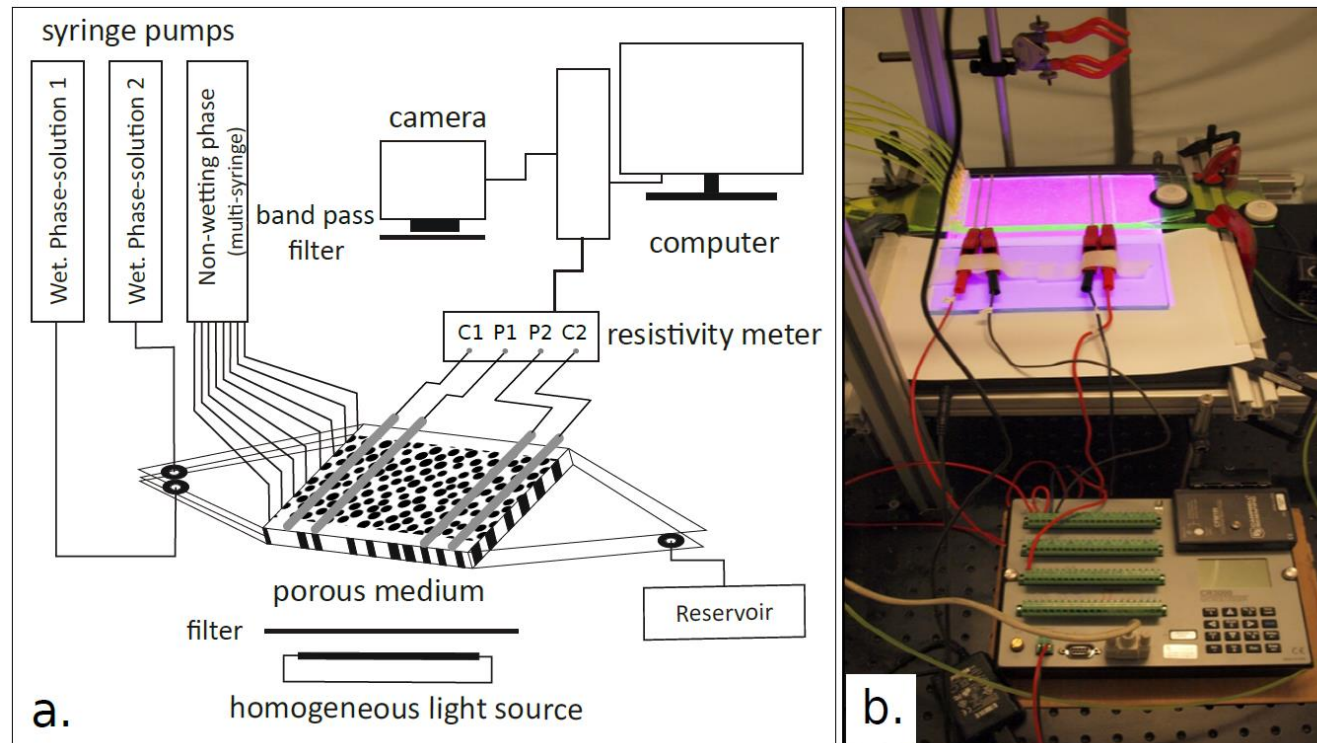 syringe pumps
Wet. Phase-solution 1
Wet. Phase-solution 2
Non-wetting phase
(multi-syringe)
camera
band pass
filter
computer
C1 P1 P2 C2
resistivity meter
porous medium
filter
Reservoir
homogeneous light source
a.
b.